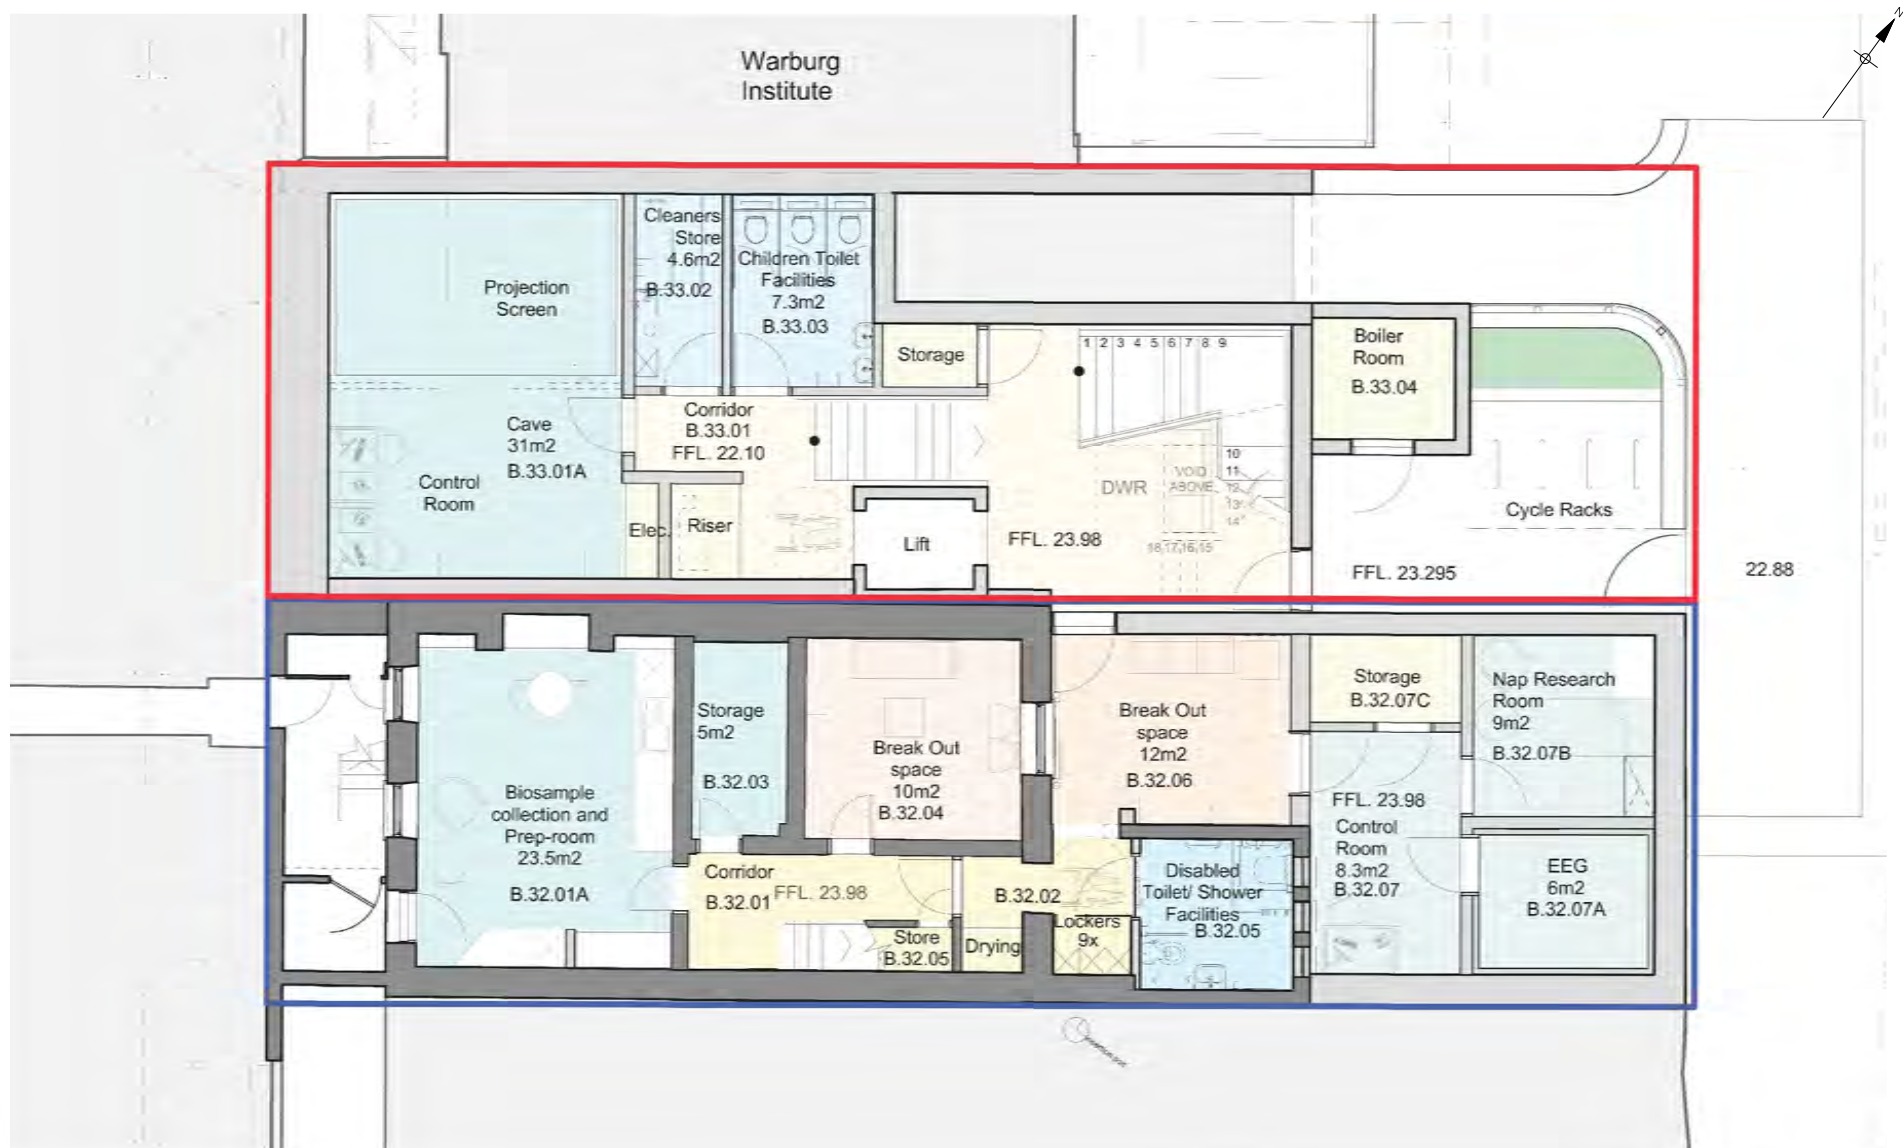 N
Warburg
Institute
Projection
Screen
Cleaners
Store
4.6m2
B.33.02
Children Toilet
Facilities
7.3m2
B.33.03
Storage
1 2 3 4 5 6 7 8 9
Boiler
Room
B.33.04
Cave
31m2
B.33.01A
Corridor
B.33.01
FFL. 22.10
Control
Room
Elec.
Riser
Lift
DWR
VOID
ABOVE
10
11
12
13
14
18,17,16,15
FFL. 23.98
Cycle Racks
FFL. 23.295
22.88
Biosample
collection and
Prep-room
23.5m2
B.32.01A
Storage
5m2
B.32.03
Break Out
space
10m2
B.32.04
Break Out
space
12m2
B.32.06
Storage
B.32.07C
Nap Research
Room
9m2
B.32.07B
FFL. 23.98
Control
Room
8.3m2
B.32.07
EEG
6m2
B.32.07A
Corridor
B.32.01
FFL. 23.98
B.32.02
Disabled
Toilet/ Shower
Facilities
B.32.05
Store
B.32.05
Drying
Lockers
9x